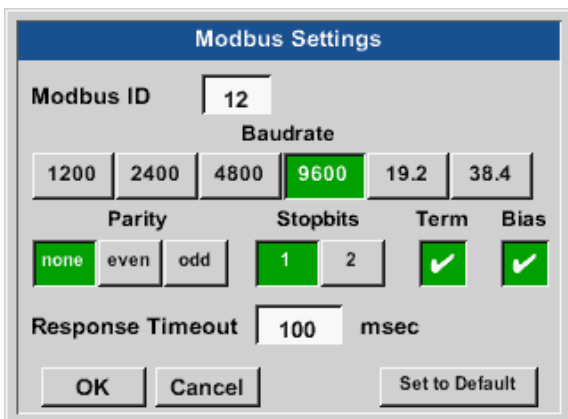 Modbus Settings
Modbus ID 12
Baudrate
1200 2400 4800 9600 19.2 38.4
Parity Stopbits Term Bias
none even odd 1 2
Response Timeout 100 msec
OK Cancel Set to Default